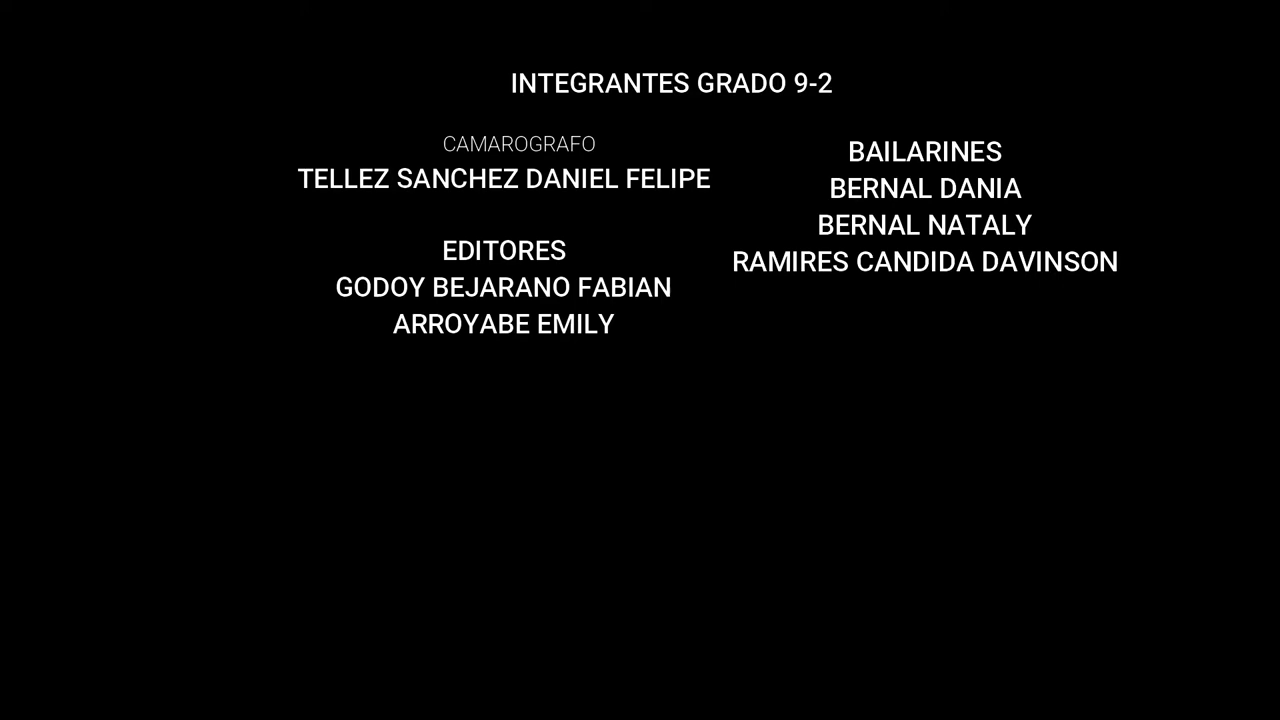 INTEGRANTES GRADO 9-2
CAMAROGRAFO
TELLEZ SANCHEZ DANIEL FELIPE
EDITORES
GODOY BEJARANO FABIAN
ARROYABE EMILY
BAILARINES
BERNAL DANIA
BERNAL NATALY
RAMIRES CANDIDA DAVINSON